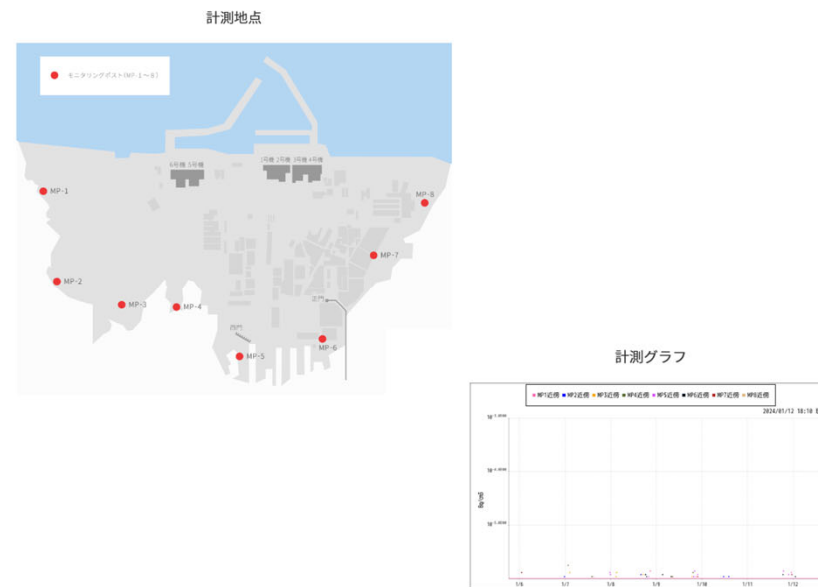 計測地点
モニタリングポスト(MP-1～8)
6号機 5号機
1号機 2号機 3号機 4号機
MP-1
MP-8
MP-7
MP-2
正門
MP-3
MP-4
西門
MP-6
MP-5
計測グラフ
MP1近傍 MP2近傍 MP3近傍 MP4近傍 MP5近傍 MP6近傍 MP7近傍 MP8近傍
2024/01/12 18:10
Bq/cm3
1/6 1/7 1/8 1/9 1/10 1/11 1/12